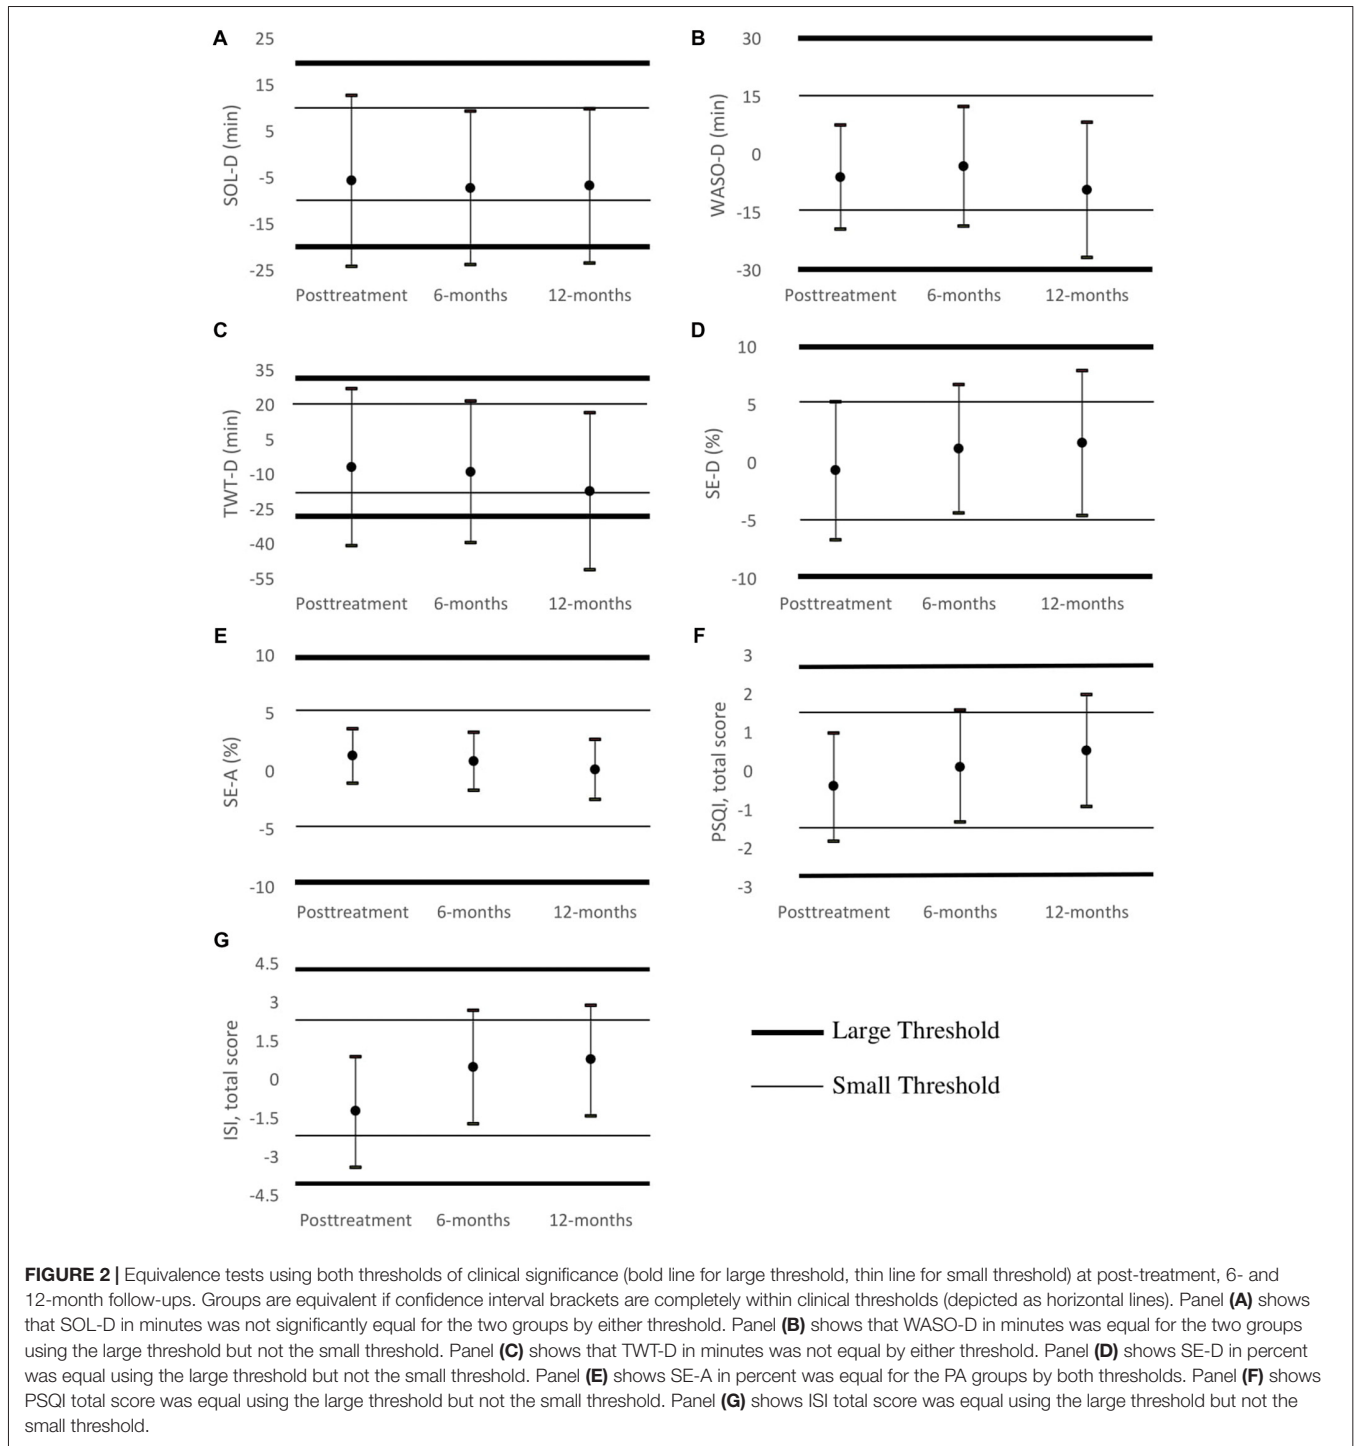 A
25
15
5
-5
-15
-25
SOL-D (min)
Posttreatment 6-months 12-months
B
30
15
0
-15
-30
WASO-D (min)
Posttreatment 6-months 12-months
C
35
20
5
-10
-25
-40
-55
TWT-D (min)
Posttreatment 6-months 12-months
D
10
5
0
-5
-10
SE-D (%)
Posttreatment 6-months 12-months
E
10
5
0
-5
-10
SE-A (%)
Posttreatment 6-months 12-months
F
3
2
1
0
-1
-2
-3
PSQI, total score
Posttreatment 6-months 12-months
G
4.5
3
1.5
0
-1.5
-3
-4.5
ISI, total score
Posttreatment 6-months 12-months
Large Threshold
Small Threshold
FIGURE 2 | Equivalence tests using both thresholds of clinical significance (bold line for large threshold, thin line for small threshold) at post-treatment, 6- and
12-month follow-ups. Groups are equivalent if confidence interval brackets are completely within clinical thresholds (depicted as horizontal lines). Panel (A) shows
that SOL-D in minutes was not significantly equal for the two groups by either threshold. Panel (B) shows that WASO-D in minutes was equal for the two groups
using the large threshold but not the small threshold. Panel (C) shows that TWT-D in minutes was not equal by either threshold. Panel (D) shows SE-D in percent
was equal using the large threshold but not the small threshold. Panel (E) shows SE-A in percent was equal for the PA groups by both thresholds. Panel (F) shows
PSQI total score was equal using the large threshold but not the small threshold. Panel (G) shows ISI total score was equal using the large threshold but not the
small threshold.